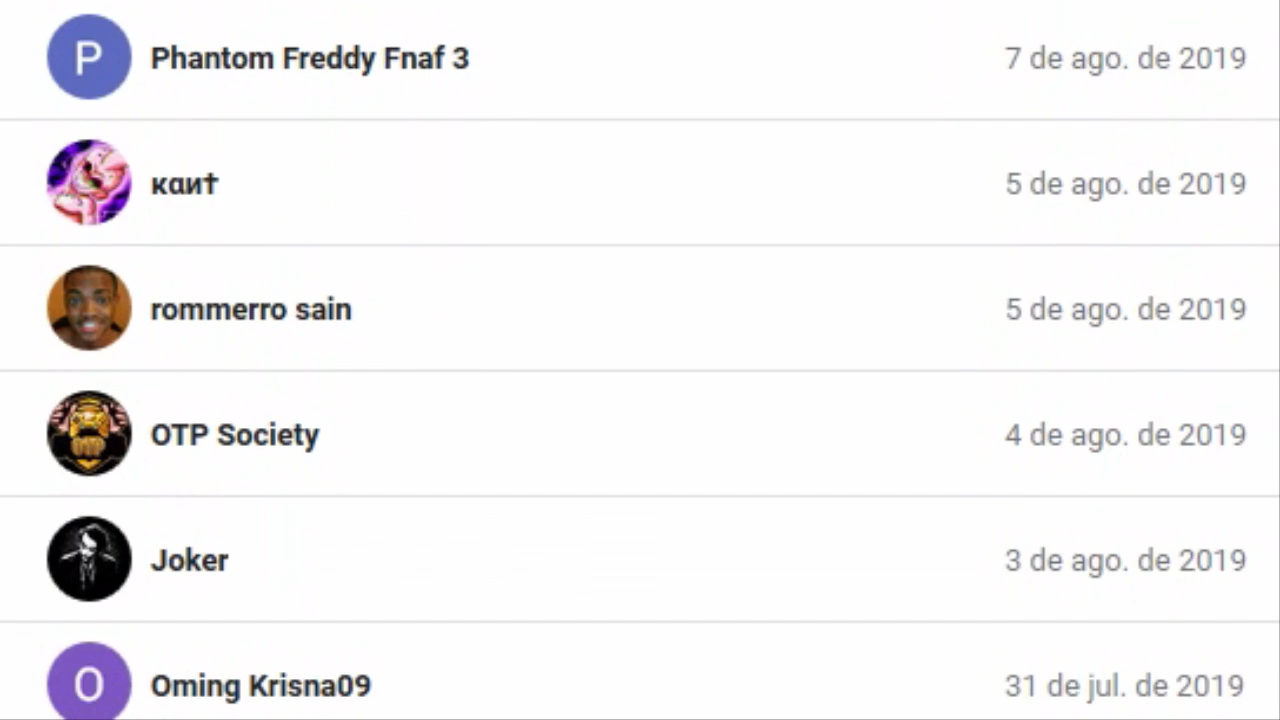 P Phantom Freddy Fnaf 3 7 de ago. de 2019
кαи† 5 de ago. de 2019
rommerro sain 5 de ago. de 2019
OTP Society 4 de ago. de 2019
Joker 3 de ago. de 2019
O Oming Krisna09 31 de jul. de 2019